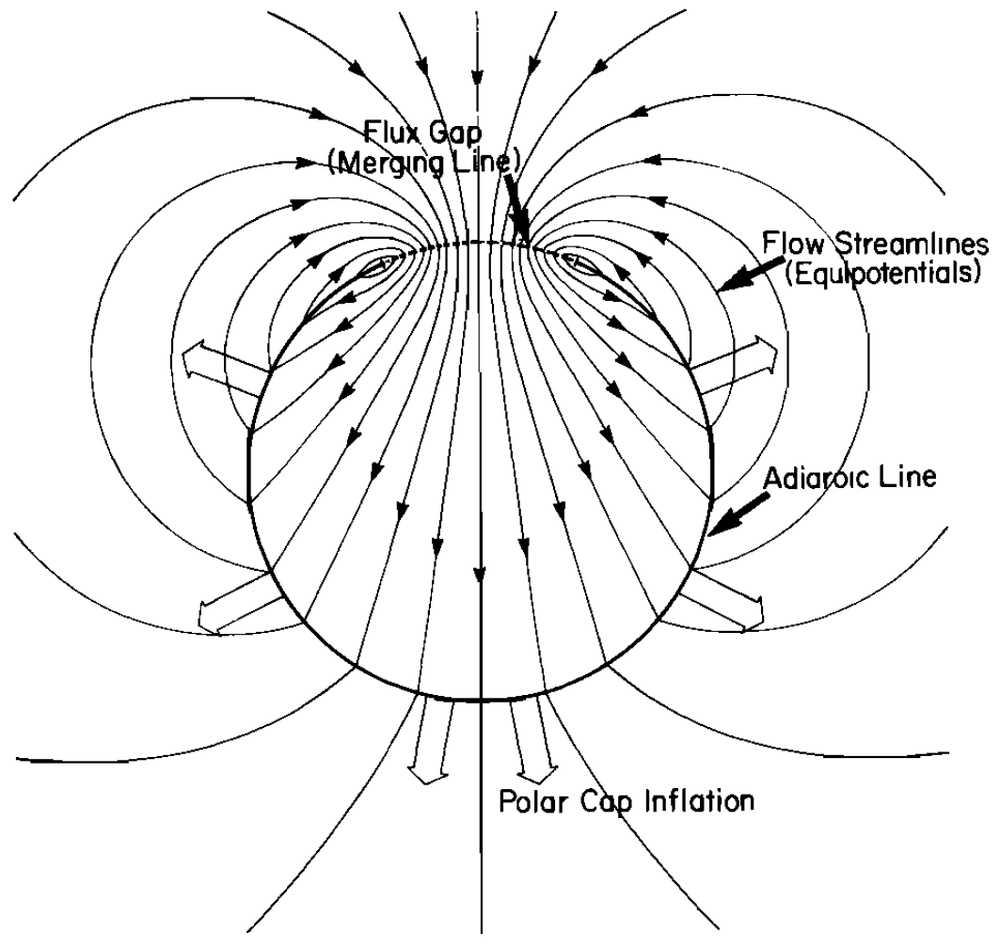 Flux Gap
(Merging Line)
Flow Streamlines
(Equipotentials)
Adiaroic Line
Polar Cap Inflation